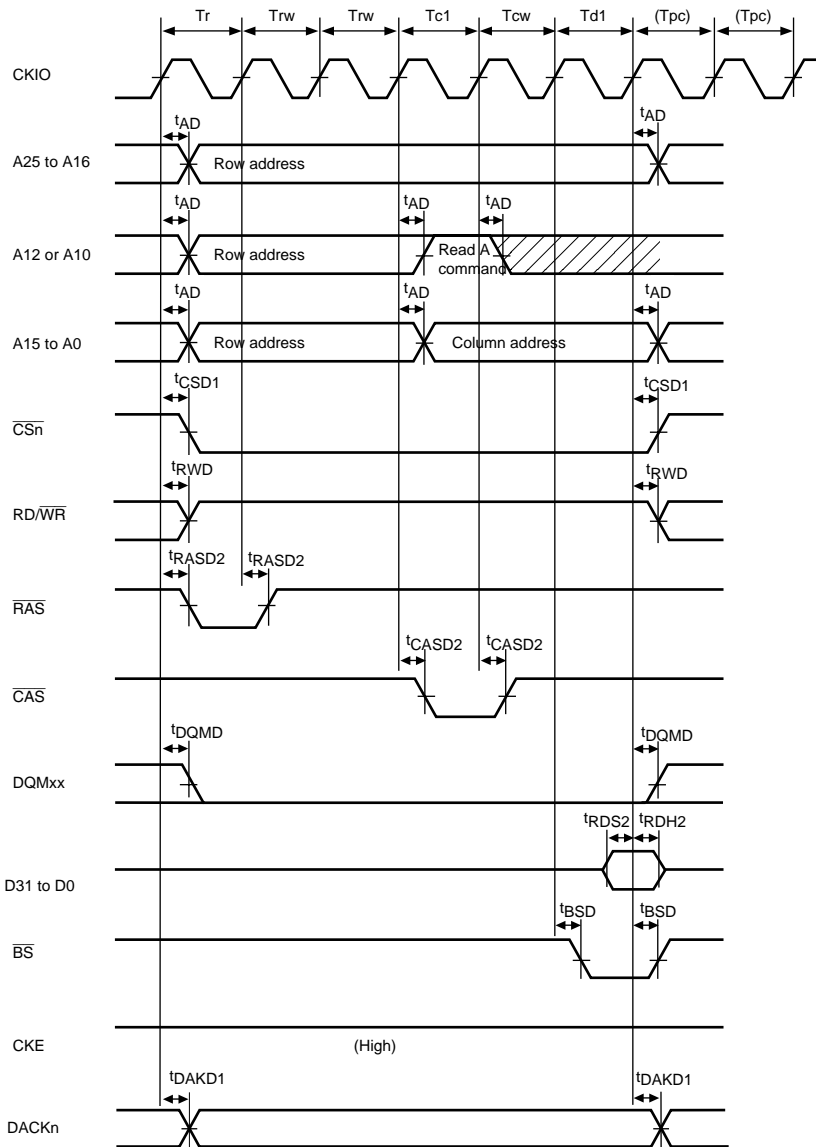 Tr Trw Trw Tc1 Tcw Td1 (Tpc) (Tpc)
CKIO
tAD tAD
A25 to A16 Row address
tAD tAD tAD
A12 or A10 Row address Read A
command
tAD tAD tAD
A15 to A0 Row address Column address
tCSD1 tCSD1
CSn
tRWD tRWD
RD/WR
tRASD2 tRASD2
RAS
tCASD2 tCASD2
CAS
tDQMD tDQMD
DQMxx
tRDS2 tRDH2
D31 to D0
tBSD tBSD
BS
CKE (High)
tDAKD1 tDAKD1
DACKn